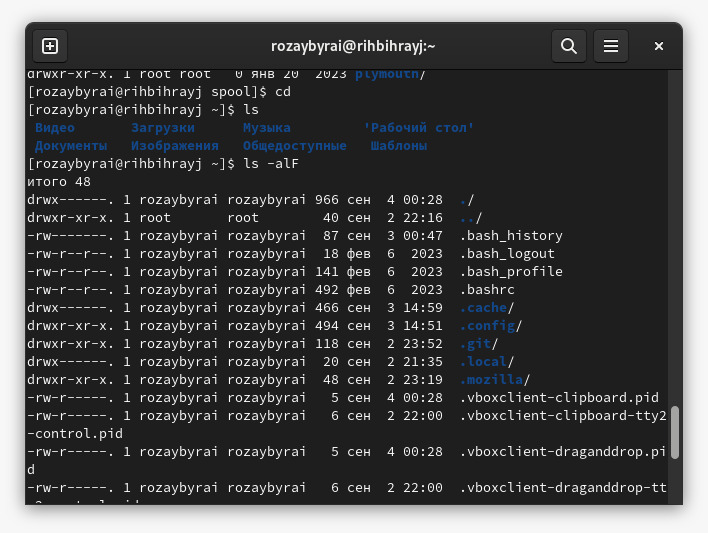 rozaybyrai@rihbihrayj:~
drwxr-xr-x. 1 root root   0 янв 20  2023 plymouth/
[rozaybyrai@rihbihrayj spool]$ cd
[rozaybyrai@rihbihrayj ~]$ ls
 Видео       Загрузки      Музыка         'Рабочий стол'
 Документы   Изображения   Общедоступные   Шаблоны
[rozaybyrai@rihbihrayj ~]$ ls -alF
итого 48
drwx------. 1 rozaybyrai rozaybyrai 966 сен  4 00:28  ./
drwxr-xr-x. 1 root       root        40 сен  2 22:16  ../
-rw-------. 1 rozaybyrai rozaybyrai  87 сен  3 00:47  .bash_history
-rw-r--r--. 1 rozaybyrai rozaybyrai  18 фев  6  2023  .bash_logout
-rw-r--r--. 1 rozaybyrai rozaybyrai 141 фев  6  2023  .bash_profile
-rw-r--r--. 1 rozaybyrai rozaybyrai 492 фев  6  2023  .bashrc
drwx------. 1 rozaybyrai rozaybyrai 466 сен  3 14:59  .cache/
drwxr-xr-x. 1 rozaybyrai rozaybyrai 494 сен  3 14:51  .config/
drwxr-xr-x. 1 rozaybyrai rozaybyrai 118 сен  2 23:52  .git/
drwx------. 1 rozaybyrai rozaybyrai  20 сен  2 21:35  .local/
drwxr-xr-x. 1 rozaybyrai rozaybyrai  48 сен  2 23:19  .mozilla/
-rw-r-----. 1 rozaybyrai rozaybyrai   5 сен  4 00:28  .vboxclient-clipboard.pid
-rw-r-----. 1 rozaybyrai rozaybyrai   6 сен  2 22:00  .vboxclient-clipboard-tty2
-control.pid
-rw-r-----. 1 rozaybyrai rozaybyrai   5 сен  4 00:28  .vboxclient-draganddrop.pi
d
-rw-r-----. 1 rozaybyrai rozaybyrai   6 сен  2 22:00  .vboxclient-draganddrop-tt